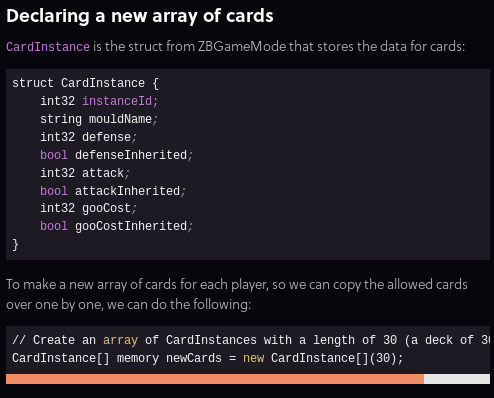 Declaring a new array of cards
CardInstance is the struct from ZBGameMode that stores the data for cards:
struct CardInstance {
    int32 instanceId;
    string mouldName;
    int32 defense;
    bool defenseInherited;
    int32 attack;
    bool attackInherited;
    int32 gooCost;
    bool gooCostInherited;
}
To make a new array of cards for each player, so we can copy the allowed cards
over one by one, we can do the following:
// Create an array of CardInstances with a length of 30 (a deck of 30
CardInstance[] memory newCards = new CardInstance[](30);